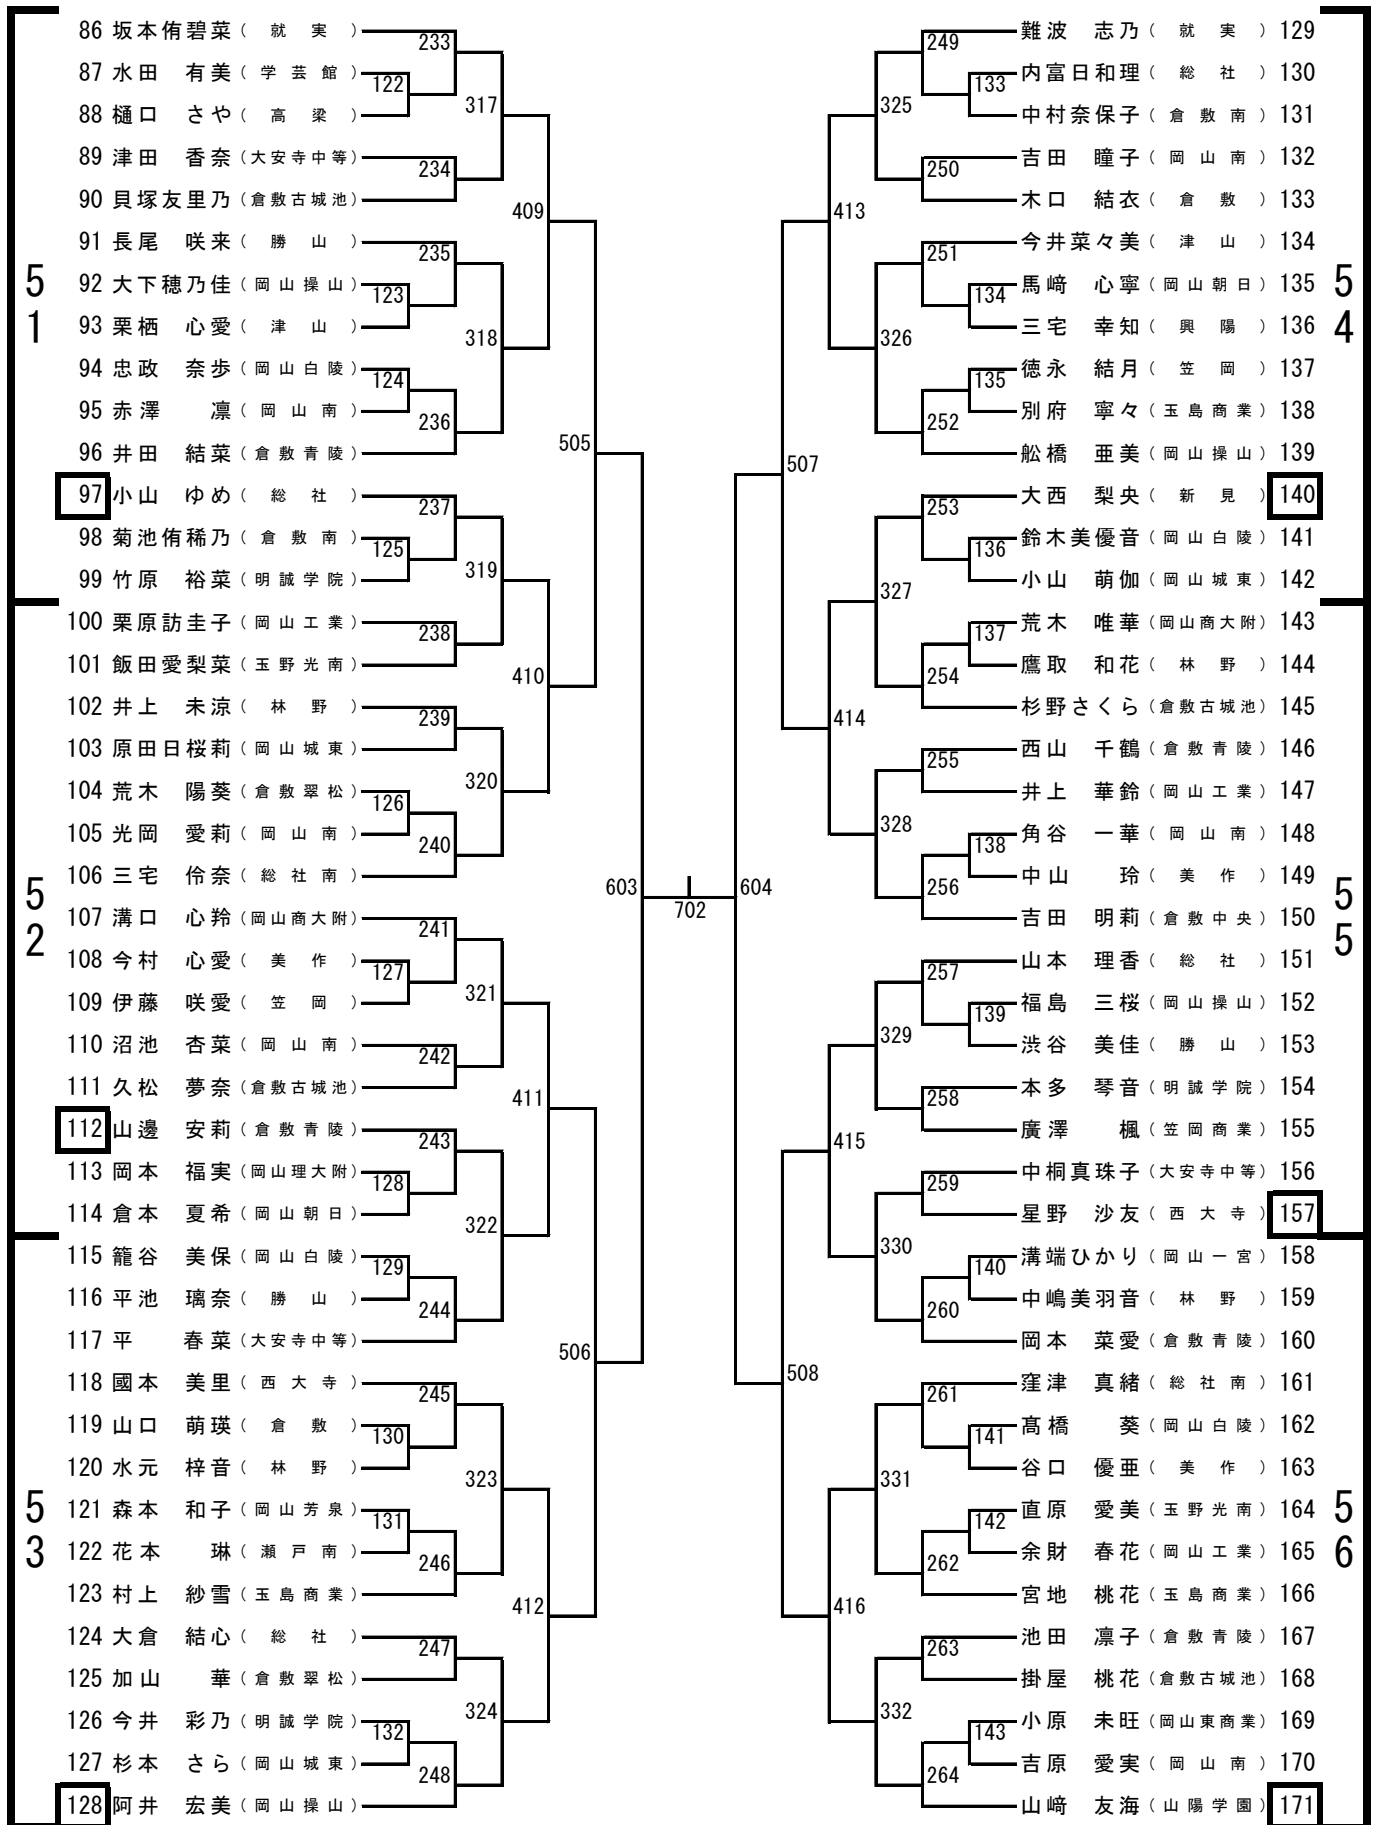 86 坂本侑碧菜（就実）
87 水田 有美（学芸館）
88 樋口 さや（高梁）
89 津田 香奈（大安寺中等）
90 貝塚友里乃（倉敷古城池）
91 長尾 咲来（勝山）
92 大下穂乃佳（岡山操山）
93 栗栖 心愛（津山）
94 忠政 奈歩（岡山白陵）
95 赤澤 凛（岡山南）
96 井田 結菜（倉敷青陵）
97 小山 ゆめ（総社）
98 菊池侑稀乃（倉敷南）
99 竹原 裕菜（明誠学院）
100 栗原訪圭子（岡山工業）
101 飯田愛梨菜（玉野光南）
102 井上 未涼（林野）
103 原田日桜莉（岡山城東）
104 荒木 陽葵（倉敷翠松）
105 光岡 愛莉（岡山南）
106 三宅 伶奈（総社南）
107 溝口 心羚（岡山商大附）
108 今村 心愛（美作）
109 伊藤 咲愛（笠岡）
110 沼池 杏菜（岡山南）
111 久松 夢奈（倉敷古城池）
112 山邊 安莉（倉敷青陵）
113 岡本 福実（岡山理大附）
114 倉本 夏希（岡山朝日）
115 籠谷 美保（岡山白陵）
116 平池 璃奈（勝山）
117 平 春菜（大安寺中等）
118 國本 美里（西大寺）
119 山口 萌瑛（倉敷）
120 水元 梓音（林野）
121 森本 和子（岡山芳泉）
122 花本 琳（瀬戸南）
123 村上 紗雪（玉島商業）
124 大倉 結心（総社）
125 加山 華（倉敷翠松）
126 今井 彩乃（明誠学院）
127 杉本 さら（岡山城東）
128 阿井 宏美（岡山操山）
51
52
53
122
123
124
125
126
127
128
129
130
131
132
233
234
235
236
237
238
239
240
241
242
243
244
245
246
247
248
317
318
319
320
321
322
323
324
409
410
411
412
505
506
603
702
604
507
508
413
414
415
416
325
326
327
328
329
330
331
332
249
250
251
252
253
254
255
256
257
258
259
260
261
262
263
264
133
134
135
136
137
138
139
140
141
142
143
難波 志乃（就実）129
内富日和理（総社）130
中村奈保子（倉敷南）131
吉田 瞳子（岡山南）132
木口 結衣（倉敷）133
今井菜々美（津山）134
馬﨑 心寧（岡山朝日）135
三宅 幸知（興陽）136
徳永 結月（笠岡）137
別府 寧々（玉島商業）138
舩橋 亜美（岡山操山）139
大西 梨央（新見）140
鈴木美優音（岡山白陵）141
小山 萌伽（岡山城東）142
荒木 唯華（岡山商大附）143
鷹取 和花（林野）144
杉野さくら（倉敷古城池）145
西山 千鶴（倉敷青陵）146
井上 華鈴（岡山工業）147
角谷 一華（岡山南）148
中山 玲（美作）149
吉田 明莉（倉敷中央）150
山本 理香（総社）151
福島 三桜（岡山操山）152
渋谷 美佳（勝山）153
本多 琴音（明誠学院）154
廣澤 楓（笠岡商業）155
中桐真珠子（大安寺中等）156
星野 沙友（西大寺）157
溝端ひかり（岡山一宮）158
中嶋美羽音（林野）159
岡本 菜愛（倉敷青陵）160
窪津 真緒（総社南）161
髙橋 葵（岡山白陵）162
谷口 優亜（美作）163
直原 愛美（玉野光南）164
余財 春花（岡山工業）165
宮地 桃花（玉島商業）166
池田 凛子（倉敷青陵）167
掛屋 桃花（倉敷古城池）168
小原 未旺（岡山東商業）169
吉原 愛実（岡山南）170
山﨑 友海（山陽学園）171
54
55
56